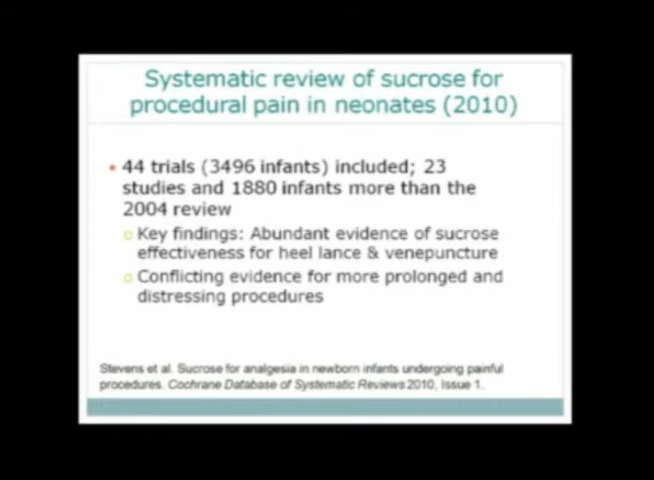 Systematic review of sucrose for
procedural pain in neonates (2010)
• 44 trials (3496 infants) included; 23
studies and 1880 infants more than the
2004 review
o Key findings: Abundant evidence of sucrose
effectiveness for heel lance & venepuncture
o Conflicting evidence for more prolonged and
distressing procedures
Stevens et al. Sucrose for analgesia in newborn infants undergoing painful
procedures. Cochrane Database of Systematic Reviews 2010, Issue 1.